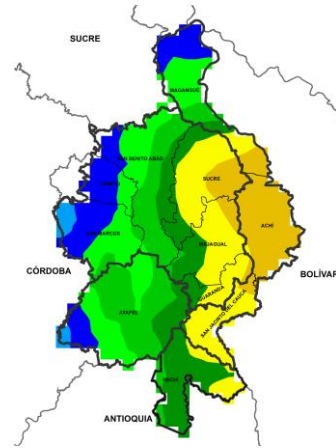 SUCRE
MAGANGUÉ
SAN BENITO ABAD
SUCRE
ACHÍ
SAN MARCOS
MAJAGUAL
CÓRDOBA
BOLÍVAR
GUARANDA
SAN JACINTO DEL CAUCA
AYAPEL
NECHÍ
ANTIOQUIA